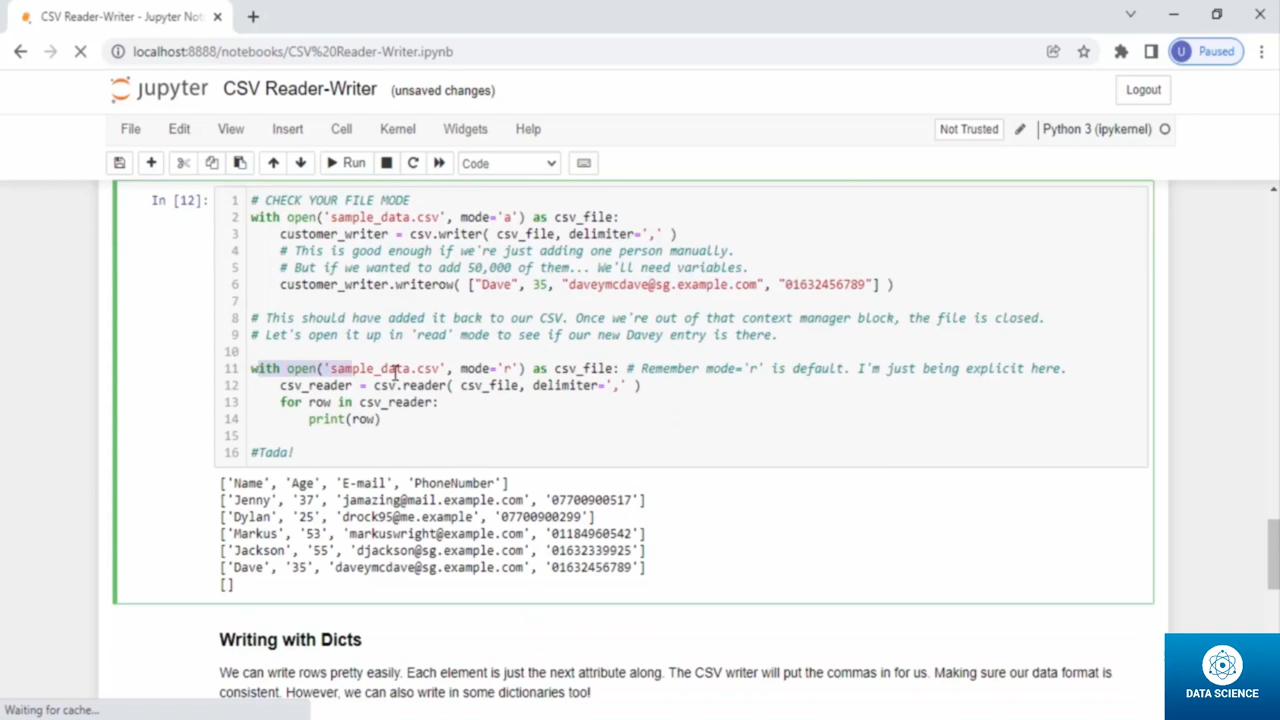 CSV Reader-Writer - Jupyter Not
localhost:8888/notebooks/CSV%20Reader-Writer.ipynb
U Paused
jupyter CSV Reader-Writer (unsaved changes)
Logout
File Edit View Insert Cell Kernel Widgets Help
Not Trusted Python 3 (ipykernel)
Run Code
In [12]:
1 # CHECK YOUR FILE MODE
2 with open('sample_data.csv', mode='a') as csv_file:
3 customer_writer = csv.writer( csv_file, delimiter=',' )
4 # This is good enough if we're just adding one person manually.
5 # But if we wanted to add 50,000 of them... We'll need variables.
6 customer_writer.writerow( ["Dave", 35, "daveymcdave@sg.example.com", "01632456789"] )
7
8 # This should have added it back to our CSV. Once we're out of that context manager block, the file is closed.
9 # Let's open it up in 'read' mode to see if our new Davey entry is there.
10
11 with open('sample_data.csv', mode='r') as csv_file: # Remember mode='r' is default. I'm just being explicit here.
12 csv_reader = csv.reader( csv_file, delimiter=',' )
13 for row in csv_reader:
14 print(row)
15
16 #Tada!
['Name', 'Age', 'E-mail', 'PhoneNumber']
['Jenny', '37', 'jamazing@mail.example.com', '07700900517']
['Dylan', '25', 'drock95@me.example', '07700900299']
['Markus', '53', 'markuswright@example.com', '01184960542']
['Jackson', '55', 'djackson@sg.example.com', '01632339925']
['Dave', '35', 'daveymcdave@sg.example.com', '01632456789']
[]
Writing with Dicts
We can write rows pretty easily. Each element is just the next attribute along. The CSV writer will put the commas in for us. Making sure our data format is
consistent. However, we can also write in some dictionaries too!
Waiting for cache...
DATA SCIENCE